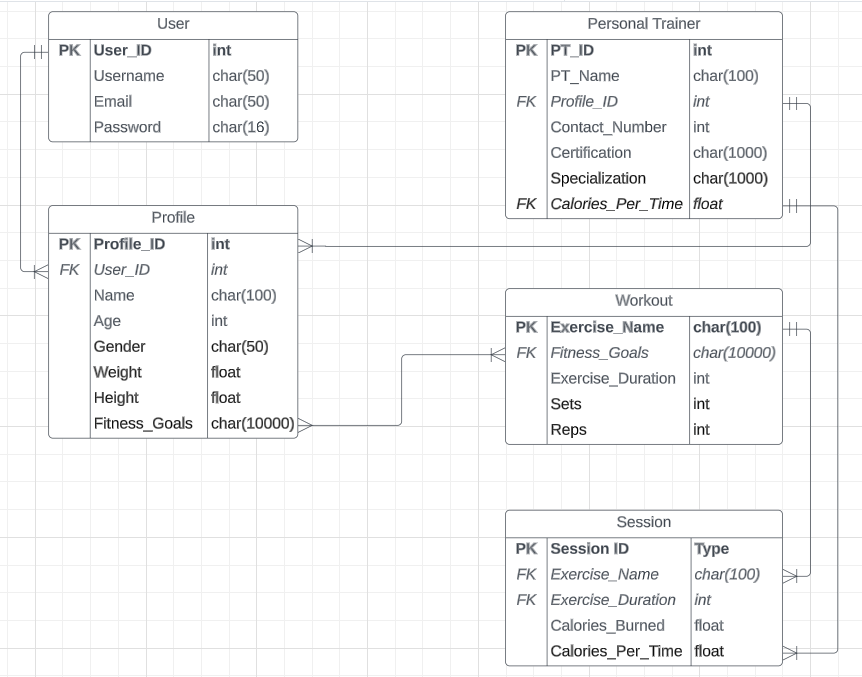 User
PK User_ID int
Username char(50)
Email char(50)
Password char(16)
Personal Trainer
PK PT_ID int
PT_Name char(100)
FK Profile_ID int
Contact_Number int
Certification char(1000)
Specialization char(1000)
FK Calories_Per_Time float
Profile
PK Profile_ID int
FK User_ID int
Name char(100)
Age int
Gender char(50)
Weight float
Height float
Fitness_Goals char(10000)
Workout
PK Exercise_Name char(100)
FK Fitness_Goals char(10000)
Exercise_Duration int
Sets int
Reps int
Session
PK Session ID Type
FK Exercise_Name char(100)
FK Exercise_Duration int
Calories_Burned float
Calories_Per_Time float